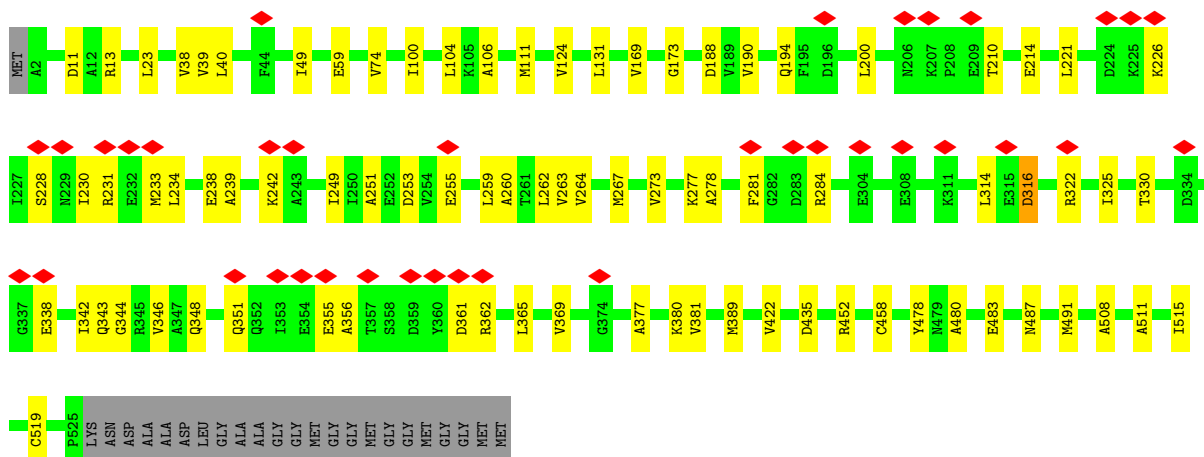 MET A2 D11 A12 R13 L23 V38 V39 L40 F44 I49 E59 V74 I100 L104 K105 A106 M111 V124 L131 V169 G173 D188 V189 V190 Q194 F195 D196 L200 N206 K207 P208 E209 T210 E214 L221 D224 K225 K226
I227 S228 N229 I230 R231 E232 M233 L234 E238 A239 K242 A243 I249 I250 A251 E252 D253 V254 E255 L259 A260 T261 L262 V263 V264 M267 V273 K277 A278 F281 G282 D283 R284 E304 E308 K311 L314 E315 D316 R322 I325 T330 D334
G337 E338 I342 Q343 G344 R345 V346 A347 Q348 Q351 Q352 I353 E354 E355 A356 T357 S358 D359 Y360 D361 R362 L365 V369 G374 A377 K380 V381 M389 V422 D435 R452 C458 Y478 N479 A480 E483 N487 M491 A508 A511 I515
C519 P525 LYS ASN ASP ALA ALA ASP LEU GLY ALA ALA GLY GLY MET GLY GLY MET GLY GLY MET GLY GLY MET MET